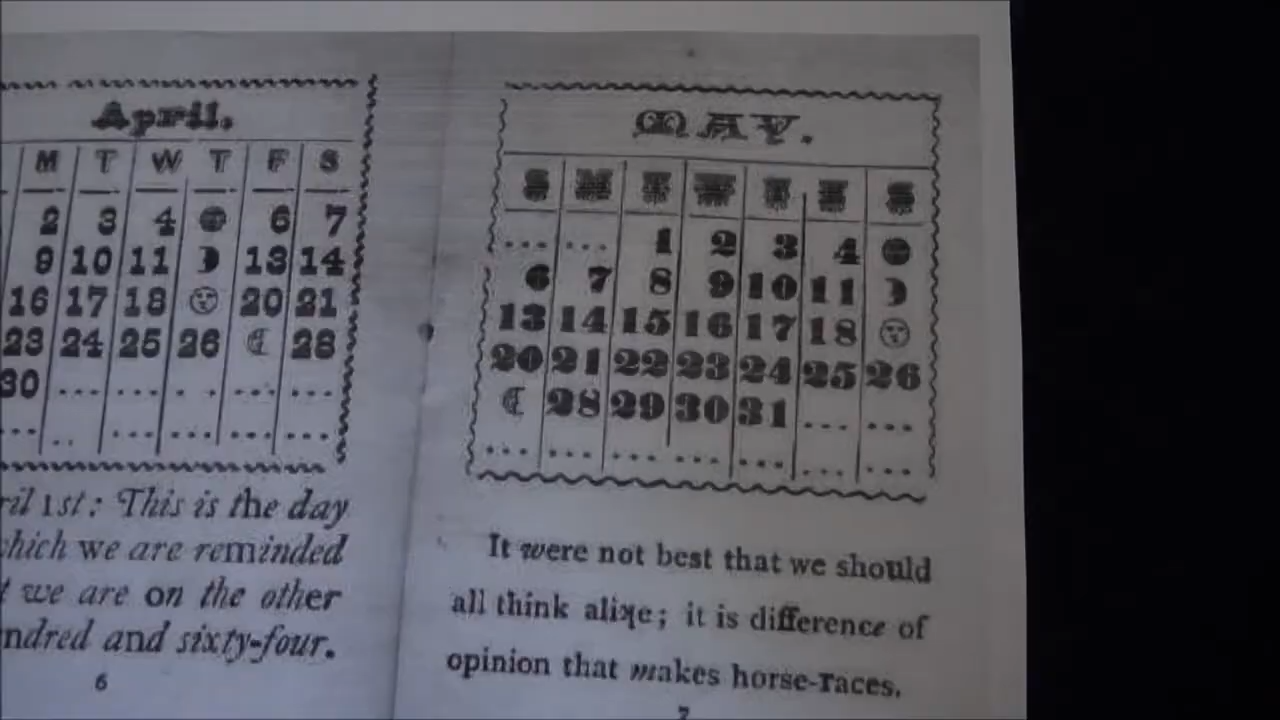 April.
M T W T F S
2 3 4 6 7
9 10 11 13 14
16 17 18 20 21
23 24 25 26 28
30 ... ... ... ... ...
... .. ... ... ... ...
ril 1st: This is the day
which we are reminded
t we are on the other
ndred and sixty-four.
6
MAY.
S M T W T F S
... ... 1 2 3 4
6 7 8 9 10 11
13 14 15 16 17 18
20 21 22 23 24 25 26
28 29 30 31 ... ...
... ... ... ... ... ... ...
It were not best that we should
all think alike; it is difference of
opinion that makes horse-races.
7